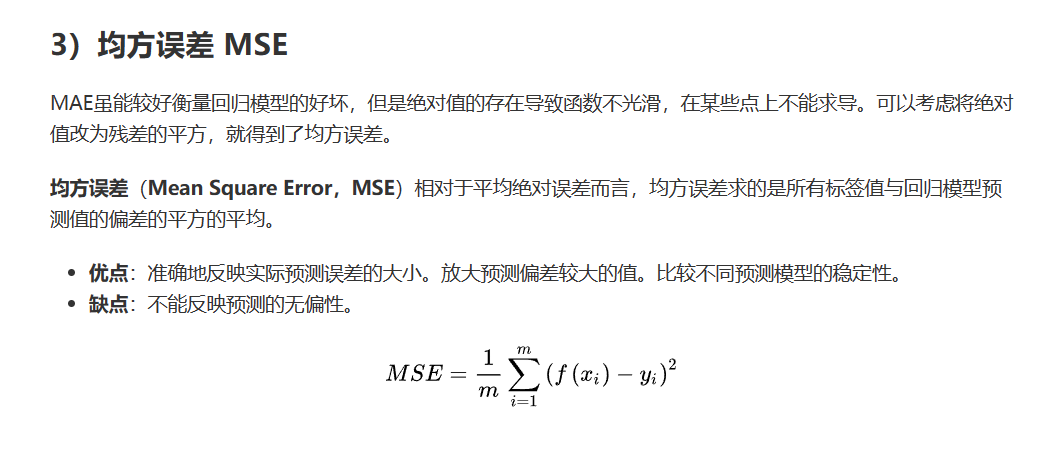 3）均方误差 MSE
MAE虽能较好衡量回归模型的好坏，但是绝对值的存在导致函数不光滑，在某些点上不能求导。可以考虑将绝对
值改为残差的平方，就得到了均方误差。
均方误差（Mean Square Error，MSE）相对于平均绝对误差而言，均方误差求的是所有标签值与回归模型预
测值的偏差的平方的平均。
• 优点：准确地反映实际预测误差的大小。放大预测偏差较大的值。比较不同预测模型的稳定性。
• 缺点：不能反映预测的无偏性。
$MSE = \frac{1}{m} \sum_{i=1}^{m} \left( f\left( x_i \right) - y_i \right)^2$